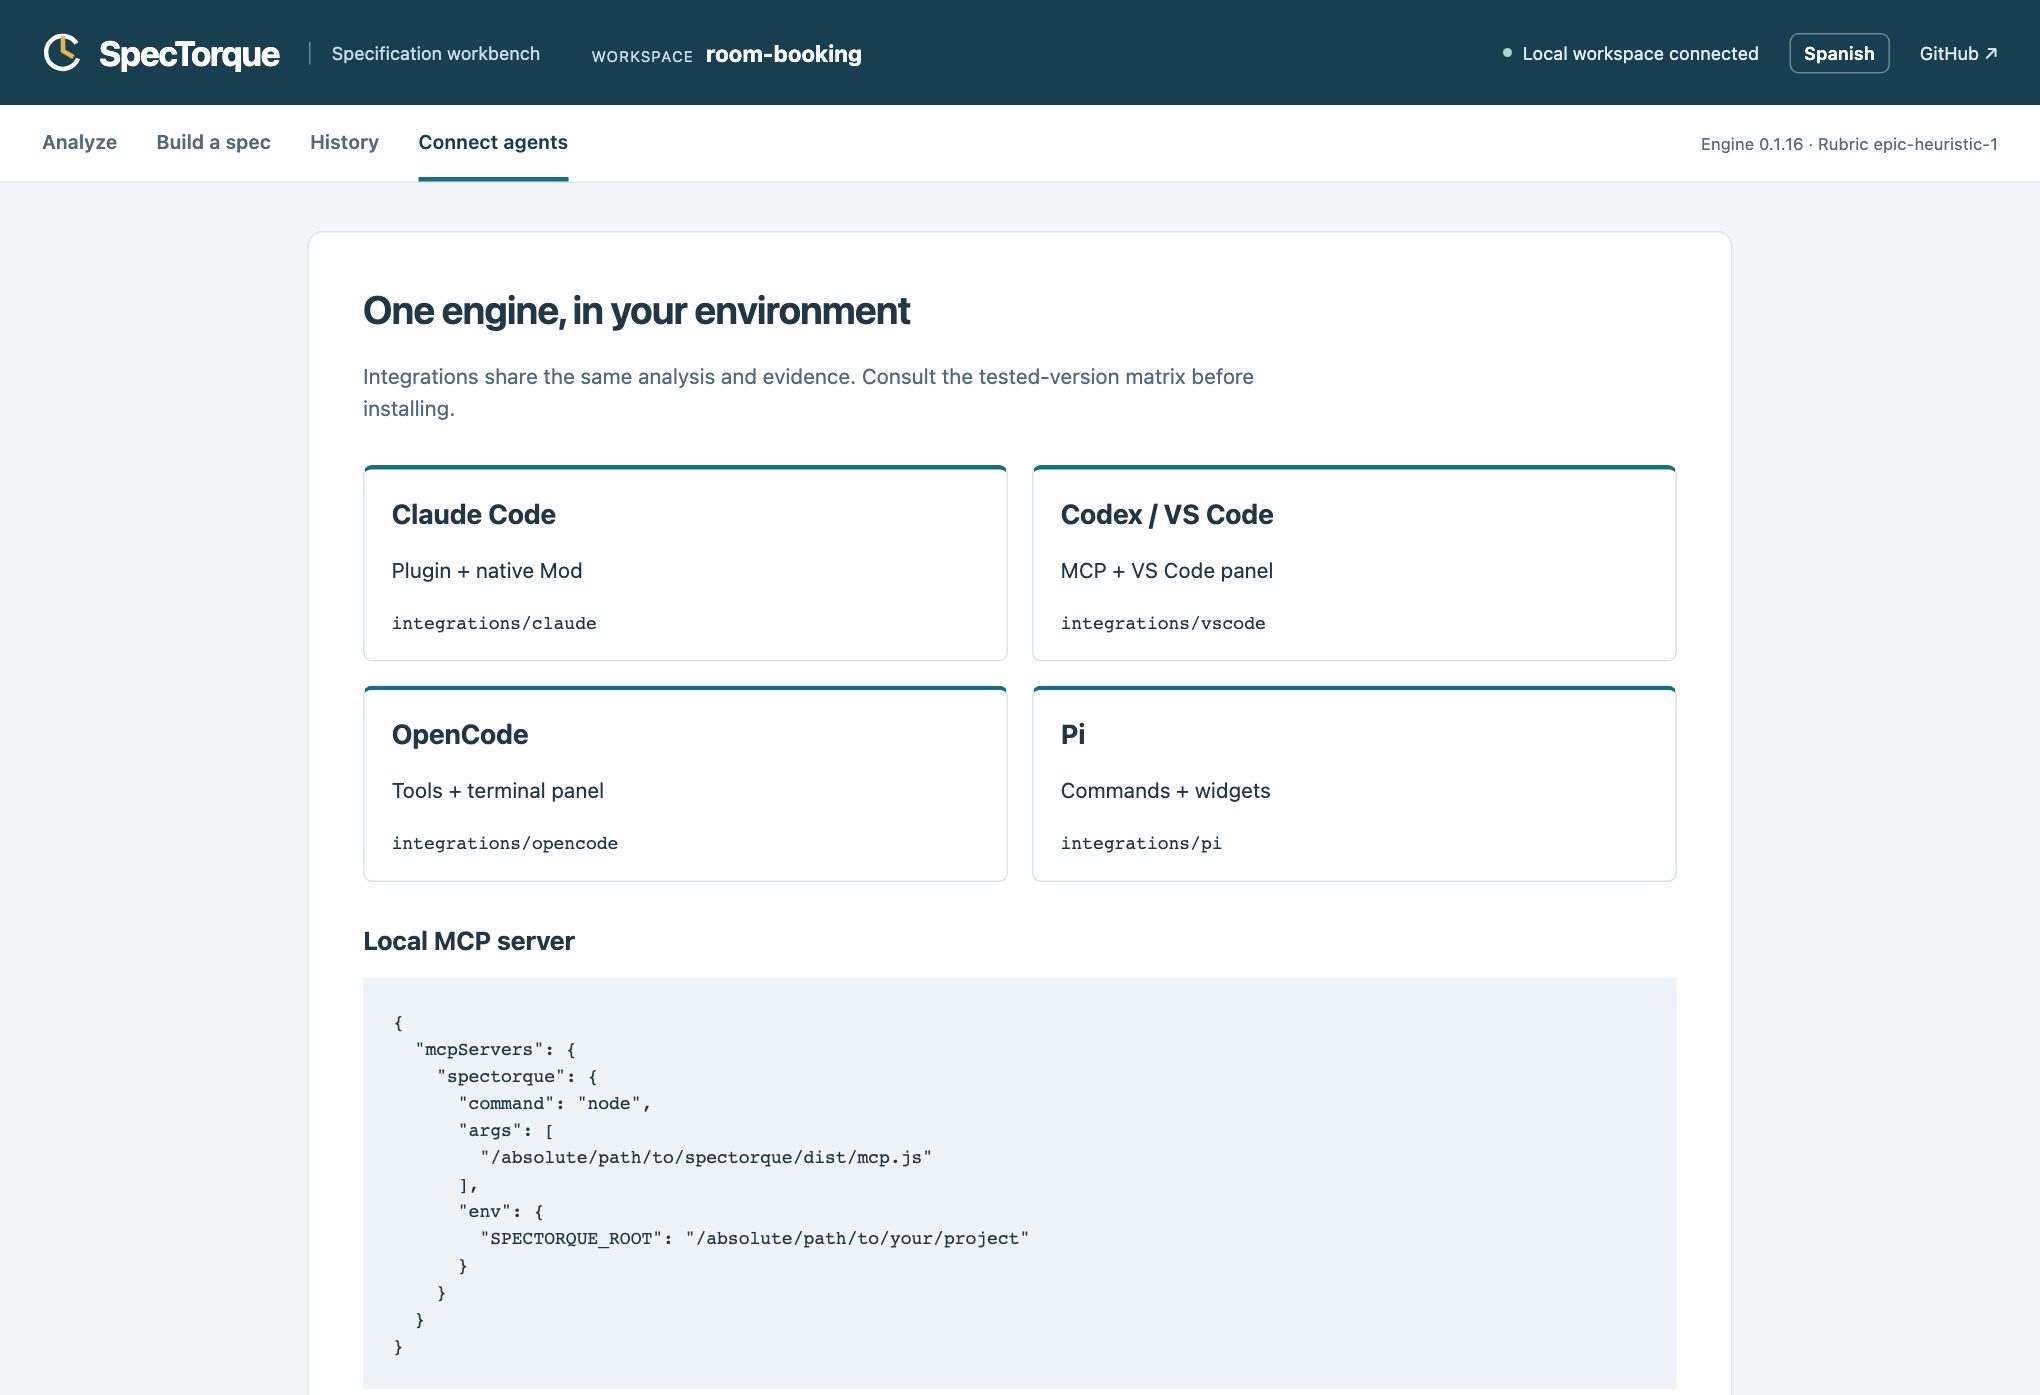 SpecTorque
Specification workbench
WORKSPACE room-booking
Local workspace connected
Spanish
GitHub ↗
Analyze
Build a spec
History
Connect agents
Engine 0.1.16 · Rubric epic-heuristic-1
One engine, in your environment
Integrations share the same analysis and evidence. Consult the tested-version matrix before
installing.
Claude Code
Plugin + native Mod
integrations/claude
Codex / VS Code
MCP + VS Code panel
integrations/vscode
OpenCode
Tools + terminal panel
integrations/opencode
Pi
Commands + widgets
integrations/pi
Local MCP server
{
  "mcpServers": {
    "spectorque": {
      "command": "node",
      "args": [
        "/absolute/path/to/spectorque/dist/mcp.js"
      ],
      "env": {
        "SPECTORQUE_ROOT": "/absolute/path/to/your/project"
      }
    }
  }
}